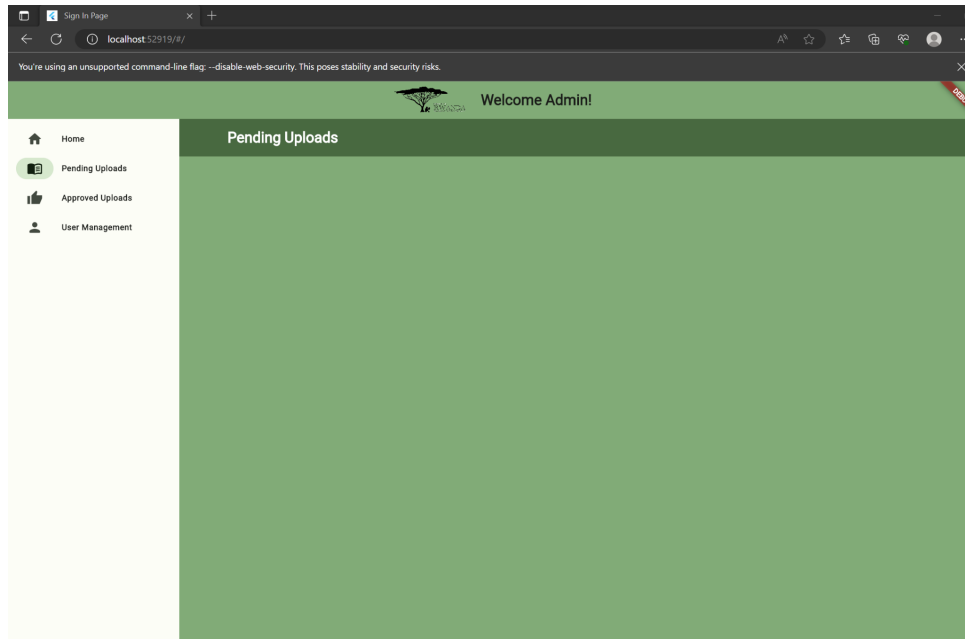 Sign In Page
localhost:52919/#/
You're using an unsupported command-line flag: --disable-web-security. This poses stability and security risks.
Welcome Admin!
Home
Pending Uploads
Pending Uploads
Approved Uploads
User Management